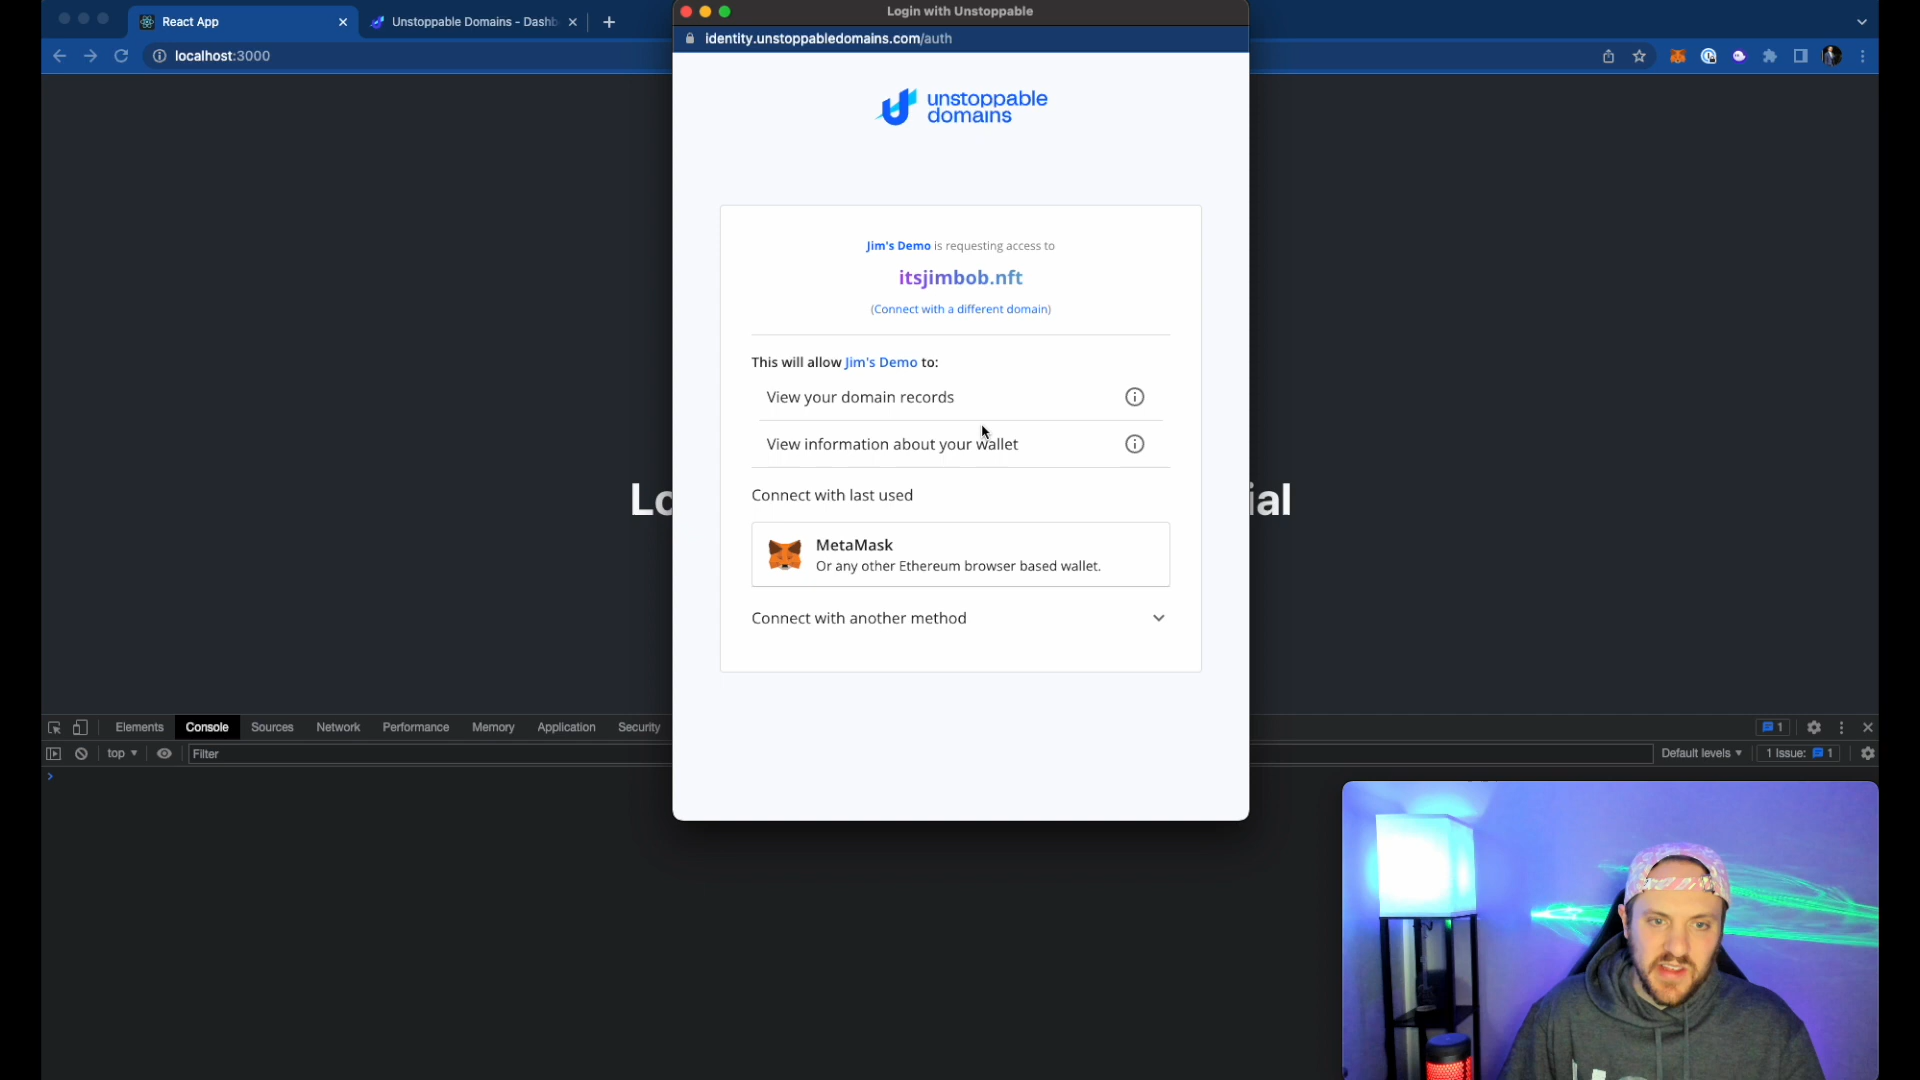 React App
Unstoppable Domains - Dashb
localhost:3000
Login with Unstoppable
identity.unstoppabledomains.com/auth
unstoppable
domains
Jim's Demo is requesting access to
itsjimbob.nft
(Connect with a different domain)
This will allow Jim's Demo to:
View your domain records
View information about your wallet
Connect with last used
MetaMask
Or any other Ethereum browser based wallet.
Connect with another method
Lo
ial
Elements Console Sources Network Performance Memory Application Security
1
top
Filter
Default levels
1 Issue: 1